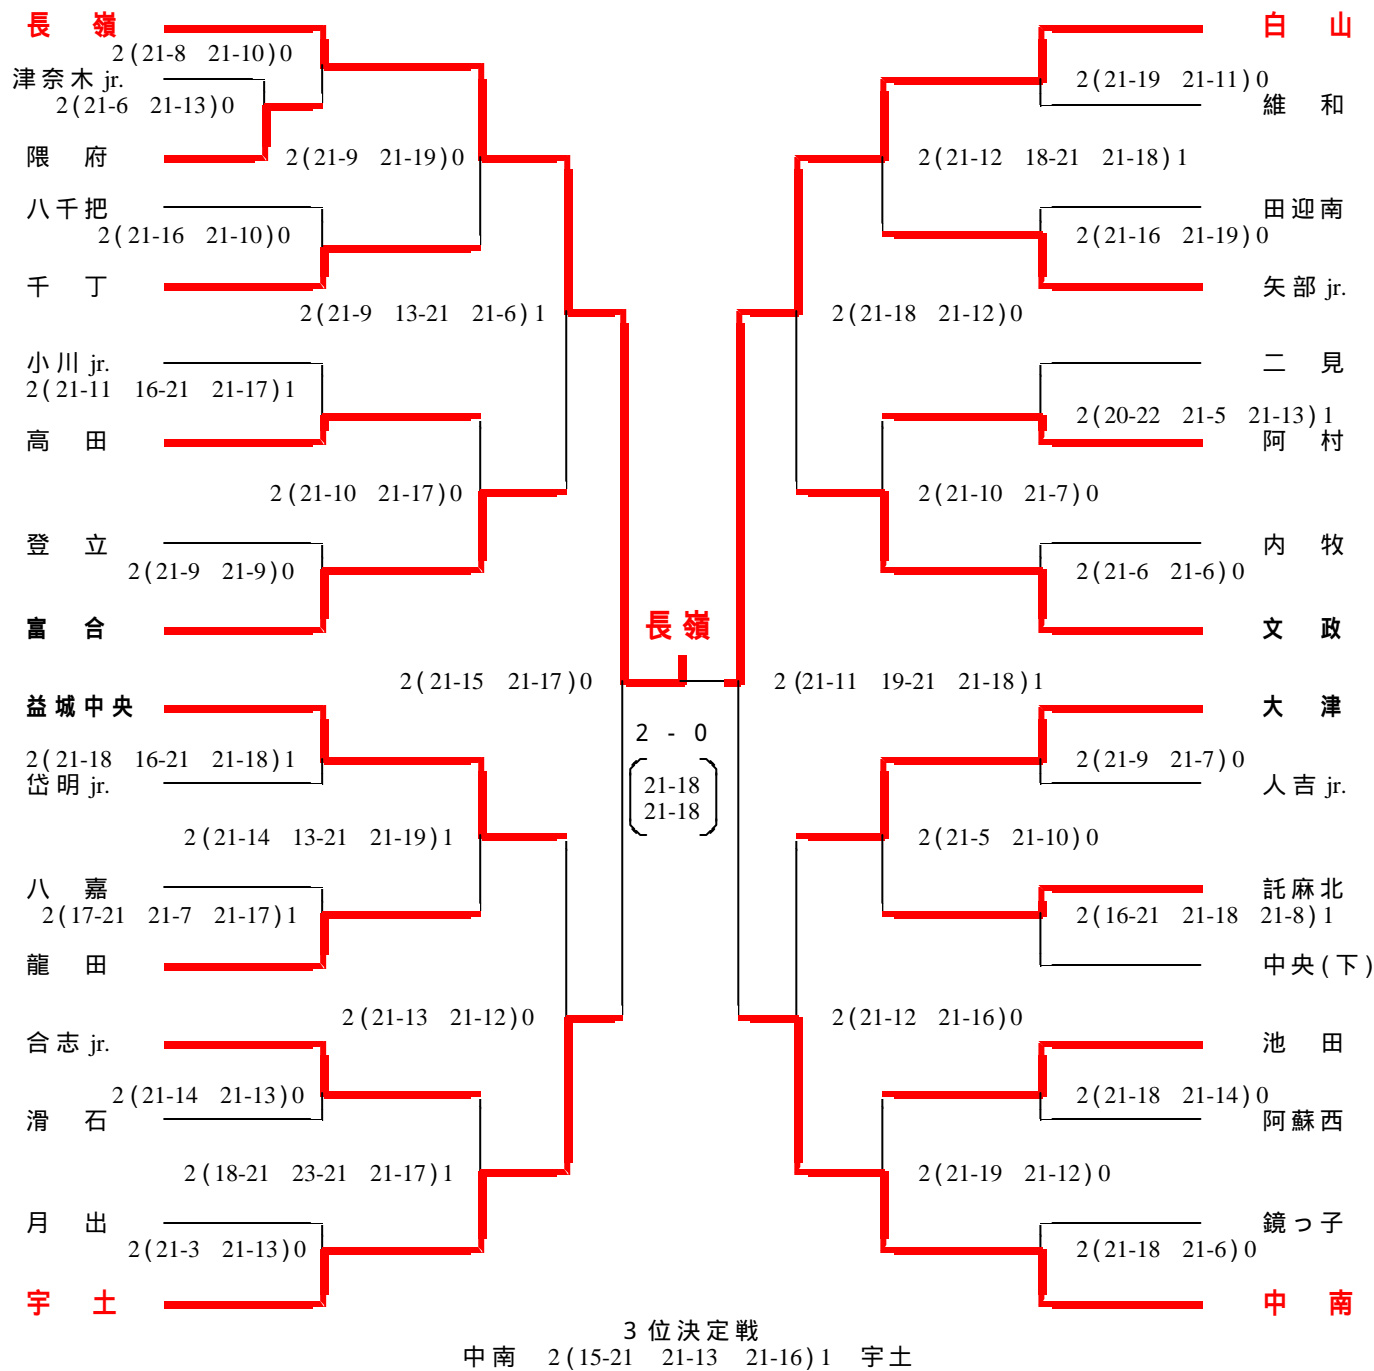 長嶺
2(21-8 21-10)0
津奈木 jr.
2(21-6 21-13)0
隈府
2(21-9 21-19)0
八千把
2(21-16 21-10)0
千丁
2(21-9 13-21 21-6)1
小川 jr.
2(21-11 16-21 21-17)1
高田
2(21-10 21-17)0
登立
2(21-9 21-9)0
富合
2(21-15 21-17)0
益城中央
2(21-18 16-21 21-18)1
岱明 jr.
2(21-14 13-21 21-19)1
八嘉
2(17-21 21-7 21-17)1
龍田
2(21-13 21-12)0
合志 jr.
2(21-14 21-13)0
滑石
2(18-21 23-21 21-17)1
月出
2(21-3 21-13)0
宇土
長嶺
2 - 0
21-18
21-18
白山
2(21-19 21-11)0
維和
2(21-12 18-21 21-18)1
田迎南
2(21-16 21-19)0
矢部 jr.
2(21-18 21-12)0
二見
2(20-22 21-5 21-13)1
阿村
2(21-10 21-7)0
内牧
2(21-6 21-6)0
文政
2(21-11 19-21 21-18)1
大津
2(21-9 21-7)0
人吉 jr.
2(21-5 21-10)0
託麻北
2(16-21 21-18 21-8)1
中央(下)
2(21-12 21-16)0
池田
2(21-18 21-14)0
阿蘇西
2(21-19 21-12)0
鏡っ子
2(21-18 21-6)0
中南
3位決定戦
中南 2(15-21 21-13 21-16)1 宇土